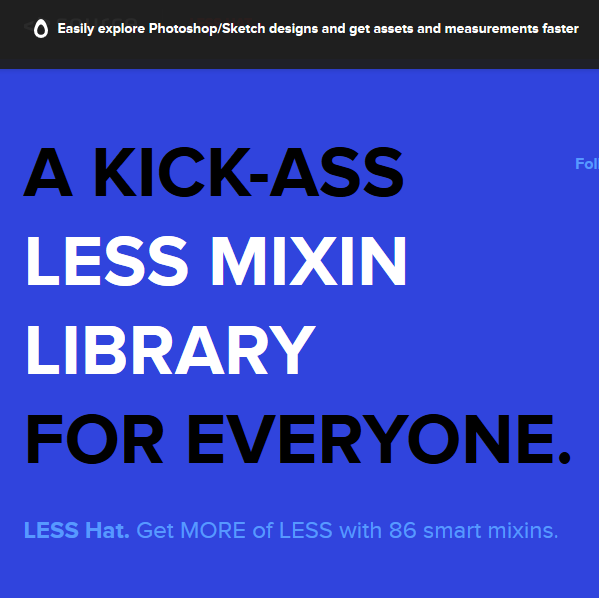 Easily explore Photoshop/Sketch designs and get assets and measurements faster
A KICK-ASS
LESS MIXIN
LIBRARY
FOR EVERYONE.
LESS Hat. Get MORE of LESS with 86 smart mixins.